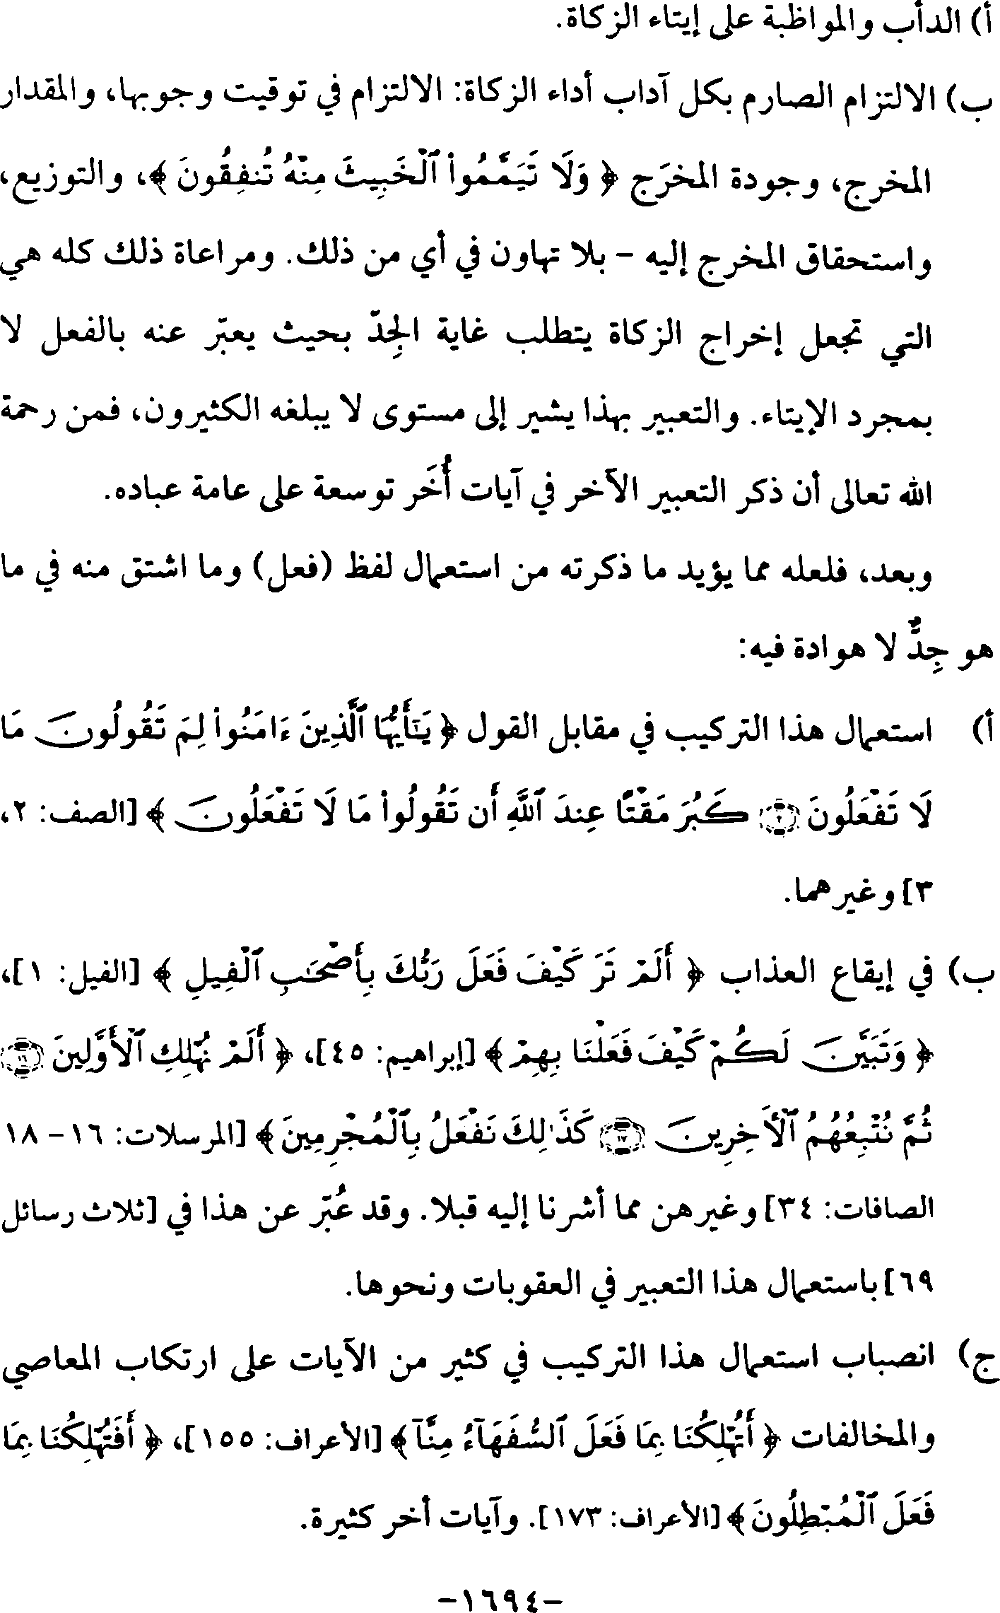 أ) الدأب والمواظبة على إيتاء الزكاة.
ب) الالتزام الصارم بكل آداب أداء الزكاة: الالتزام في توقيت وجوبها، والمقدار
المخرج، وجودة المخرَج ﴿ وَلَا تَيَمَّمُوا۟ ٱلْخَبِيثَ مِنْهُ تُنفِقُونَ ﴾، والتوزيع،
واستحقاق المخرج إليه – بلا تهاون في أي من ذلك. ومراعاة ذلك كله هي
التي تجعل إخراج الزكاة يتطلب غاية الجِدّ بحيث يعبّر عنه بالفعل لا
بمجرد الإيتاء. والتعبير بهذا يشير إلى مستوى لا يبلغه الكثيرون، فمن رحمة
الله تعالى أن ذكر التعبير الآخر في آيات أُخَر توسعة على عامة عباده.
وبعد، فلعله مما يؤيد ما ذكرته من استعمال لفظ (فعل) وما اشتق منه في ما
هو جِدٌّ لا هوادة فيه:
أ) استعمال هذا التركيب في مقابل القول ﴿ يَـٰٓأَيُّهَا ٱلَّذِينَ ءَامَنُوا۟ لِمَ تَقُولُونَ مَا
لَا تَفْعَلُونَ ۝٢ كَبُرَ مَقْتًا عِندَ ٱللَّهِ أَن تَقُولُوا۟ مَا لَا تَفْعَلُونَ ﴾ [الصف: ٢،
٣] وغيرهما.
ب) في إيقاع العذاب ﴿ أَلَمْ تَرَ كَيْفَ فَعَلَ رَبُّكَ بِأَصْحَـٰبِ ٱلْفِيلِ ﴾ [الفيل: ١]،
﴿ وَتَبَيَّنَ لَكُمْ كَيْفَ فَعَلْنَا بِهِمْ ﴾ [إبراهيم: ٤٥]، ﴿ أَلَمْ نُهْلِكِ ٱلْأَوَّلِينَ ۝١٦
ثُمَّ نُتْبِعُهُمُ ٱلْـَٔاخِرِينَ ۝١٧ كَذَٰلِكَ نَفْعَلُ بِٱلْمُجْرِمِينَ ﴾ [المرسلات: ١٦ – ١٨
الصافات: ٣٤] وغيرهن مما أشرنا إليه قبلا. وقد عُبّر عن هذا في [ثلاث رسائل
٦٩] باستعمال هذا التعبير في العقوبات ونحوها.
ج) انصباب استعمال هذا التركيب في كثير من الآيات على ارتكاب المعاصي
والمخالفات ﴿ أَتُهْلِكُنَا بِمَا فَعَلَ ٱلسُّفَهَآءُ مِنَّآ ﴾ [الأعراف: ١٥٥]، ﴿ أَفَتُهْلِكُنَا بِمَا
فَعَلَ ٱلْمُبْطِلُونَ ﴾ [الأعراف: ١٧٣]. وآيات أخر كثيرة.
–١٦٩٤–